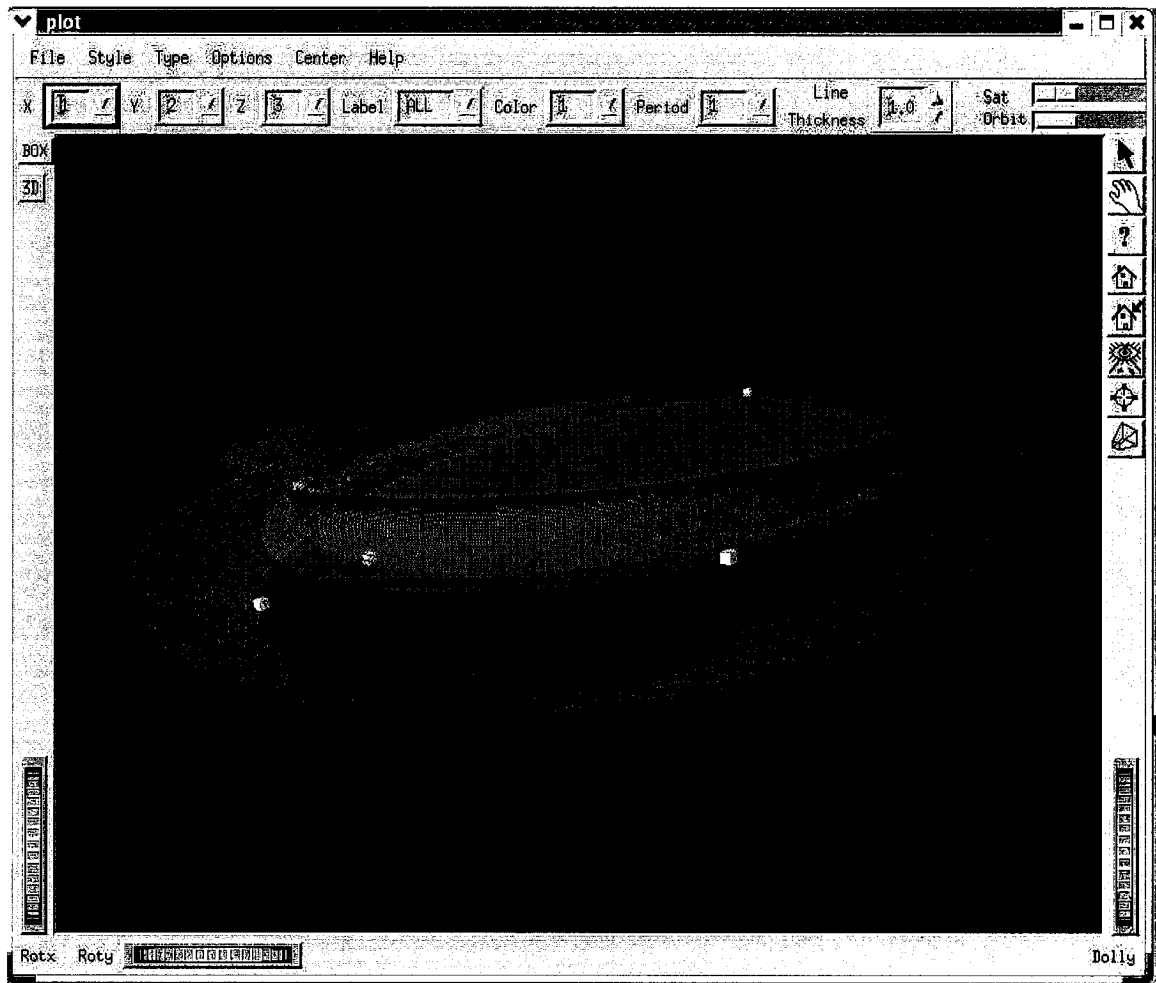 plot
File Style Type Options Center Help
X 1 Y 2 Z 3 Label ALL Color 1 Period 1 Line Thickness 1.0 Sat Orbit
BOX
3D
?
Rotx Roty Dolly